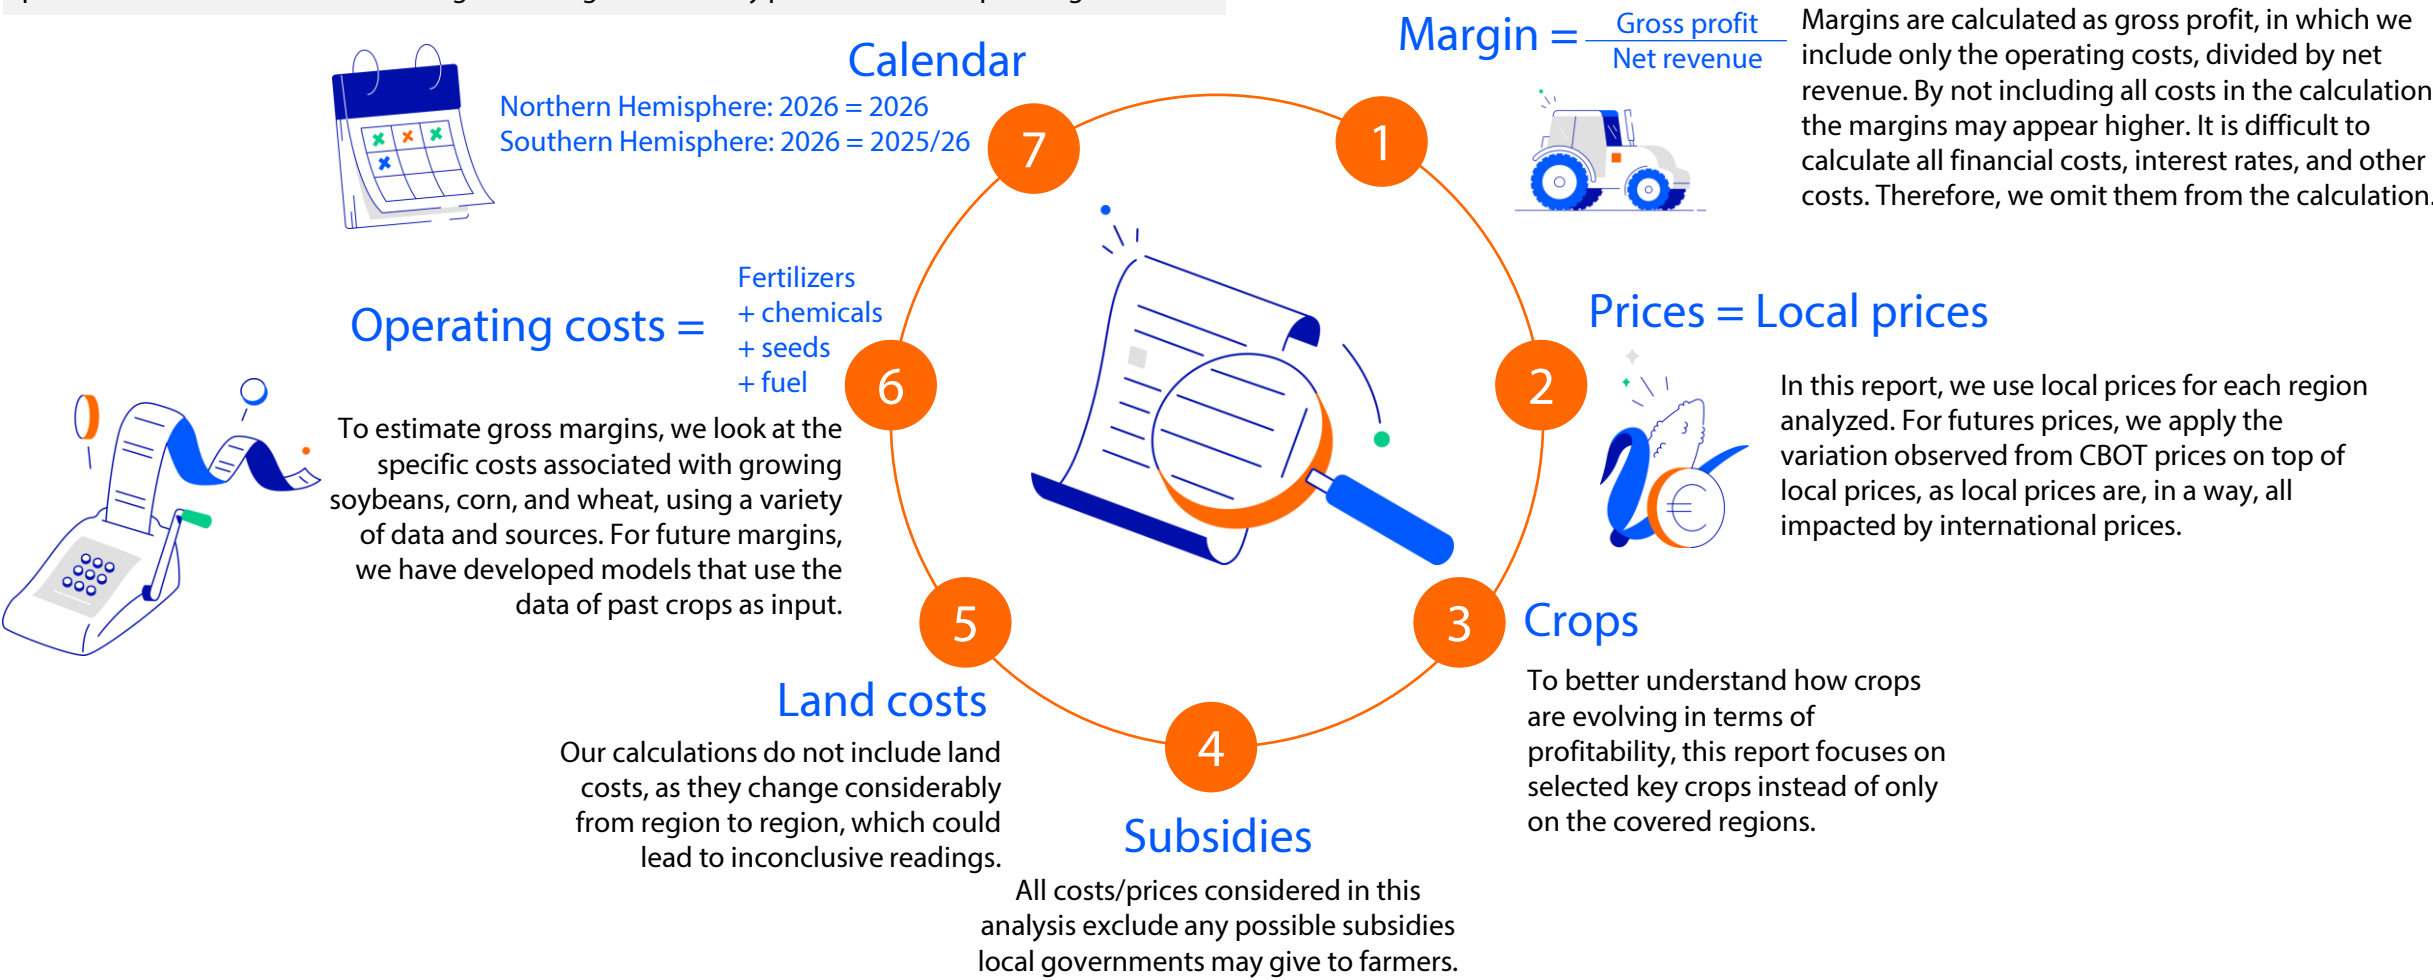 Margin = Gross profit
Net revenue
Margins are calculated as gross profit, in which we
include only the operating costs, divided by net
revenue. By not including all costs in the calculation
the margins may appear higher. It is difficult to
calculate all financial costs, interest rates, and other
costs. Therefore, we omit them from the calculation.
1
Prices = Local prices
In this report, we use local prices for each region
analyzed. For futures prices, we apply the
variation observed from CBOT prices on top of
local prices, as local prices are, in a way, all
impacted by international prices.
2
3
Crops
To better understand how crops
are evolving in terms of
profitability, this report focuses on
selected key crops instead of only
on the covered regions.
4
Subsidies
All costs/prices considered in this
analysis exclude any possible subsidies
local governments may give to farmers.
5
Land costs
Our calculations do not include land
costs, as they change considerably
from region to region, which could
lead to inconclusive readings.
6
Operating costs =
Fertilizers
+ chemicals
+ seeds
+ fuel
To estimate gross margins, we look at the
specific costs associated with growing
soybeans, corn, and wheat, using a variety
of data and sources. For future margins,
we have developed models that use the
data of past crops as input.
7
Calendar
Northern Hemisphere: 2026 = 2026
Southern Hemisphere: 2026 = 2025/26